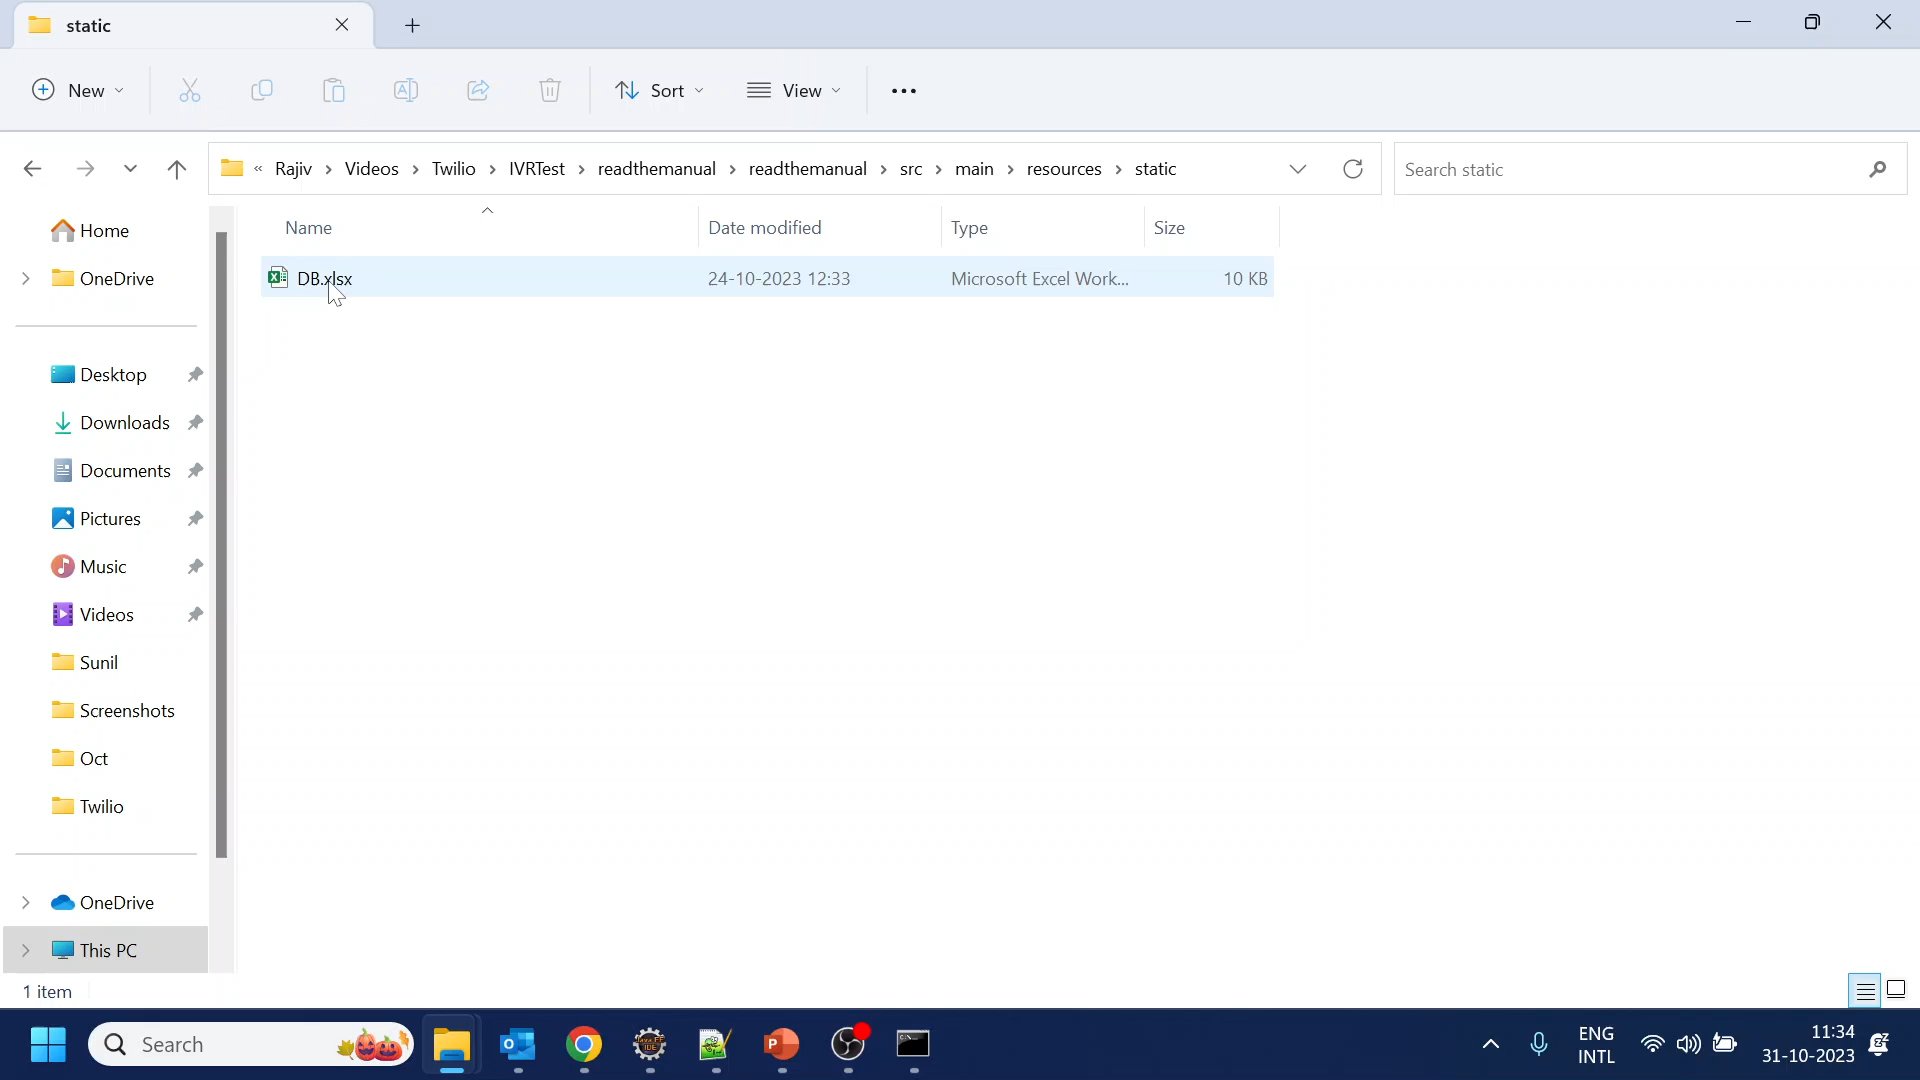 static
New
Sort
View
« Rajiv > Videos > Twilio > IVRTest > readthemanual > readthemanual > src > main > resources > static
Search static
Name
Date modified
Type
Size
DB.xlsx
24-10-2023 12:33
Microsoft Excel Work...
10 KB
Home
OneDrive
Desktop
Downloads
Documents
Pictures
Music
Videos
Sunil
Screenshots
Oct
Twilio
OneDrive
This PC
1 item
Search
ENG
INTL
11:34
31-10-2023